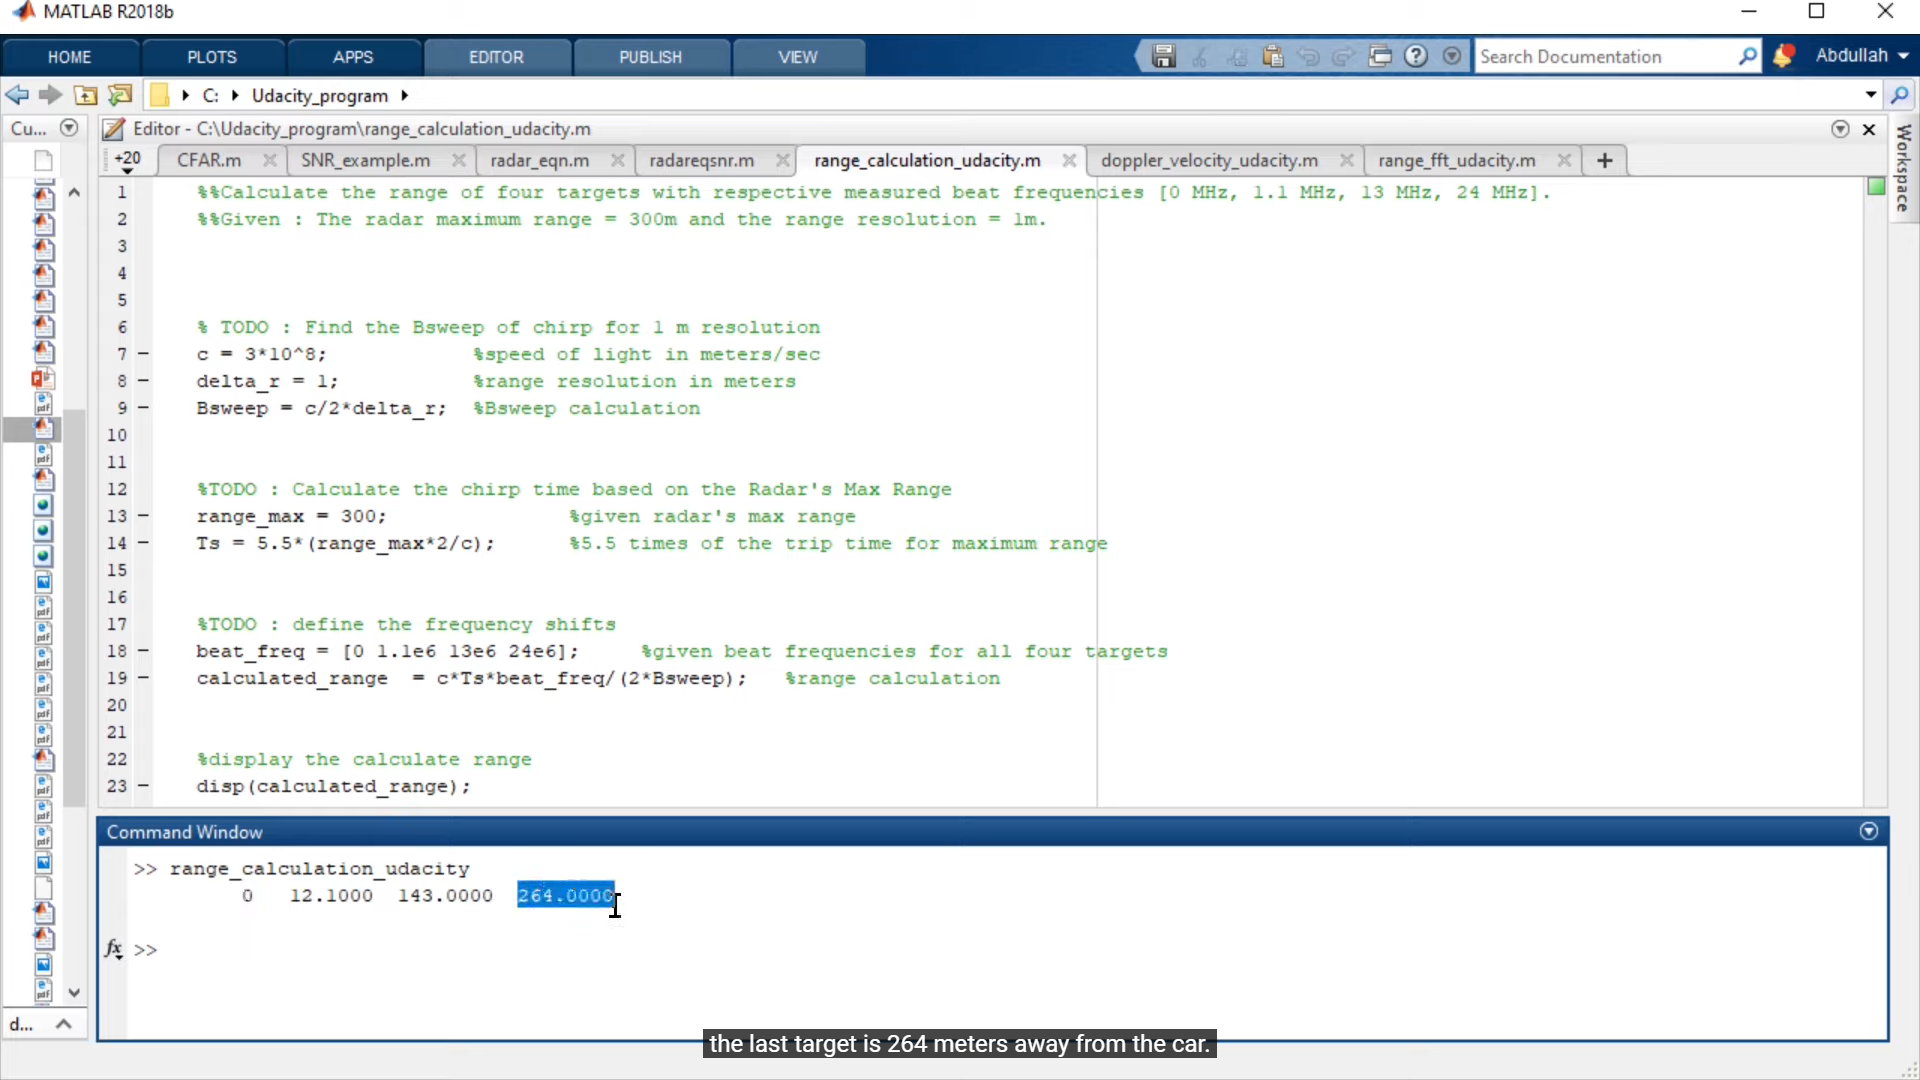 MATLAB R2018b
HOME PLOTS APPS EDITOR PUBLISH VIEW Search Documentation Abdullah
C: Udacity_program
Cu... Editor - C:\Udacity_program\range_calculation_udacity.m
+20 CFAR.m SNR_example.m radar_eqn.m radareqsnr.m range_calculation_udacity.m doppler_velocity_udacity.m range_fft_udacity.m
Workspace
1 %%Calculate the range of four targets with respective measured beat frequencies [0 MHz, 1.1 MHz, 13 MHz, 24 MHz].
2 %%Given : The radar maximum range = 300m and the range resolution = 1m.
3
4
5
6 % TODO : Find the Bsweep of chirp for 1 m resolution
7 – c = 3*10^8; %speed of light in meters/sec
8 – delta_r = 1; %range resolution in meters
9 – Bsweep = c/2*delta_r; %Bsweep calculation
10
11
12 %TODO : Calculate the chirp time based on the Radar's Max Range
13 – range_max = 300; %given radar's max range
14 – Ts = 5.5*(range_max*2/c); %5.5 times of the trip time for maximum range
15
16
17 %TODO : define the frequency shifts
18 – beat_freq = [0 1.1e6 13e6 24e6]; %given beat frequencies for all four targets
19 – calculated_range = c*Ts*beat_freq/(2*Bsweep); %range calculation
20
21
22 %display the calculate range
23 – disp(calculated_range);
Command Window
>> range_calculation_udacity
0 12.1000 143.0000 264.0000
fx >>
d...
the last target is 264 meters away from the car.